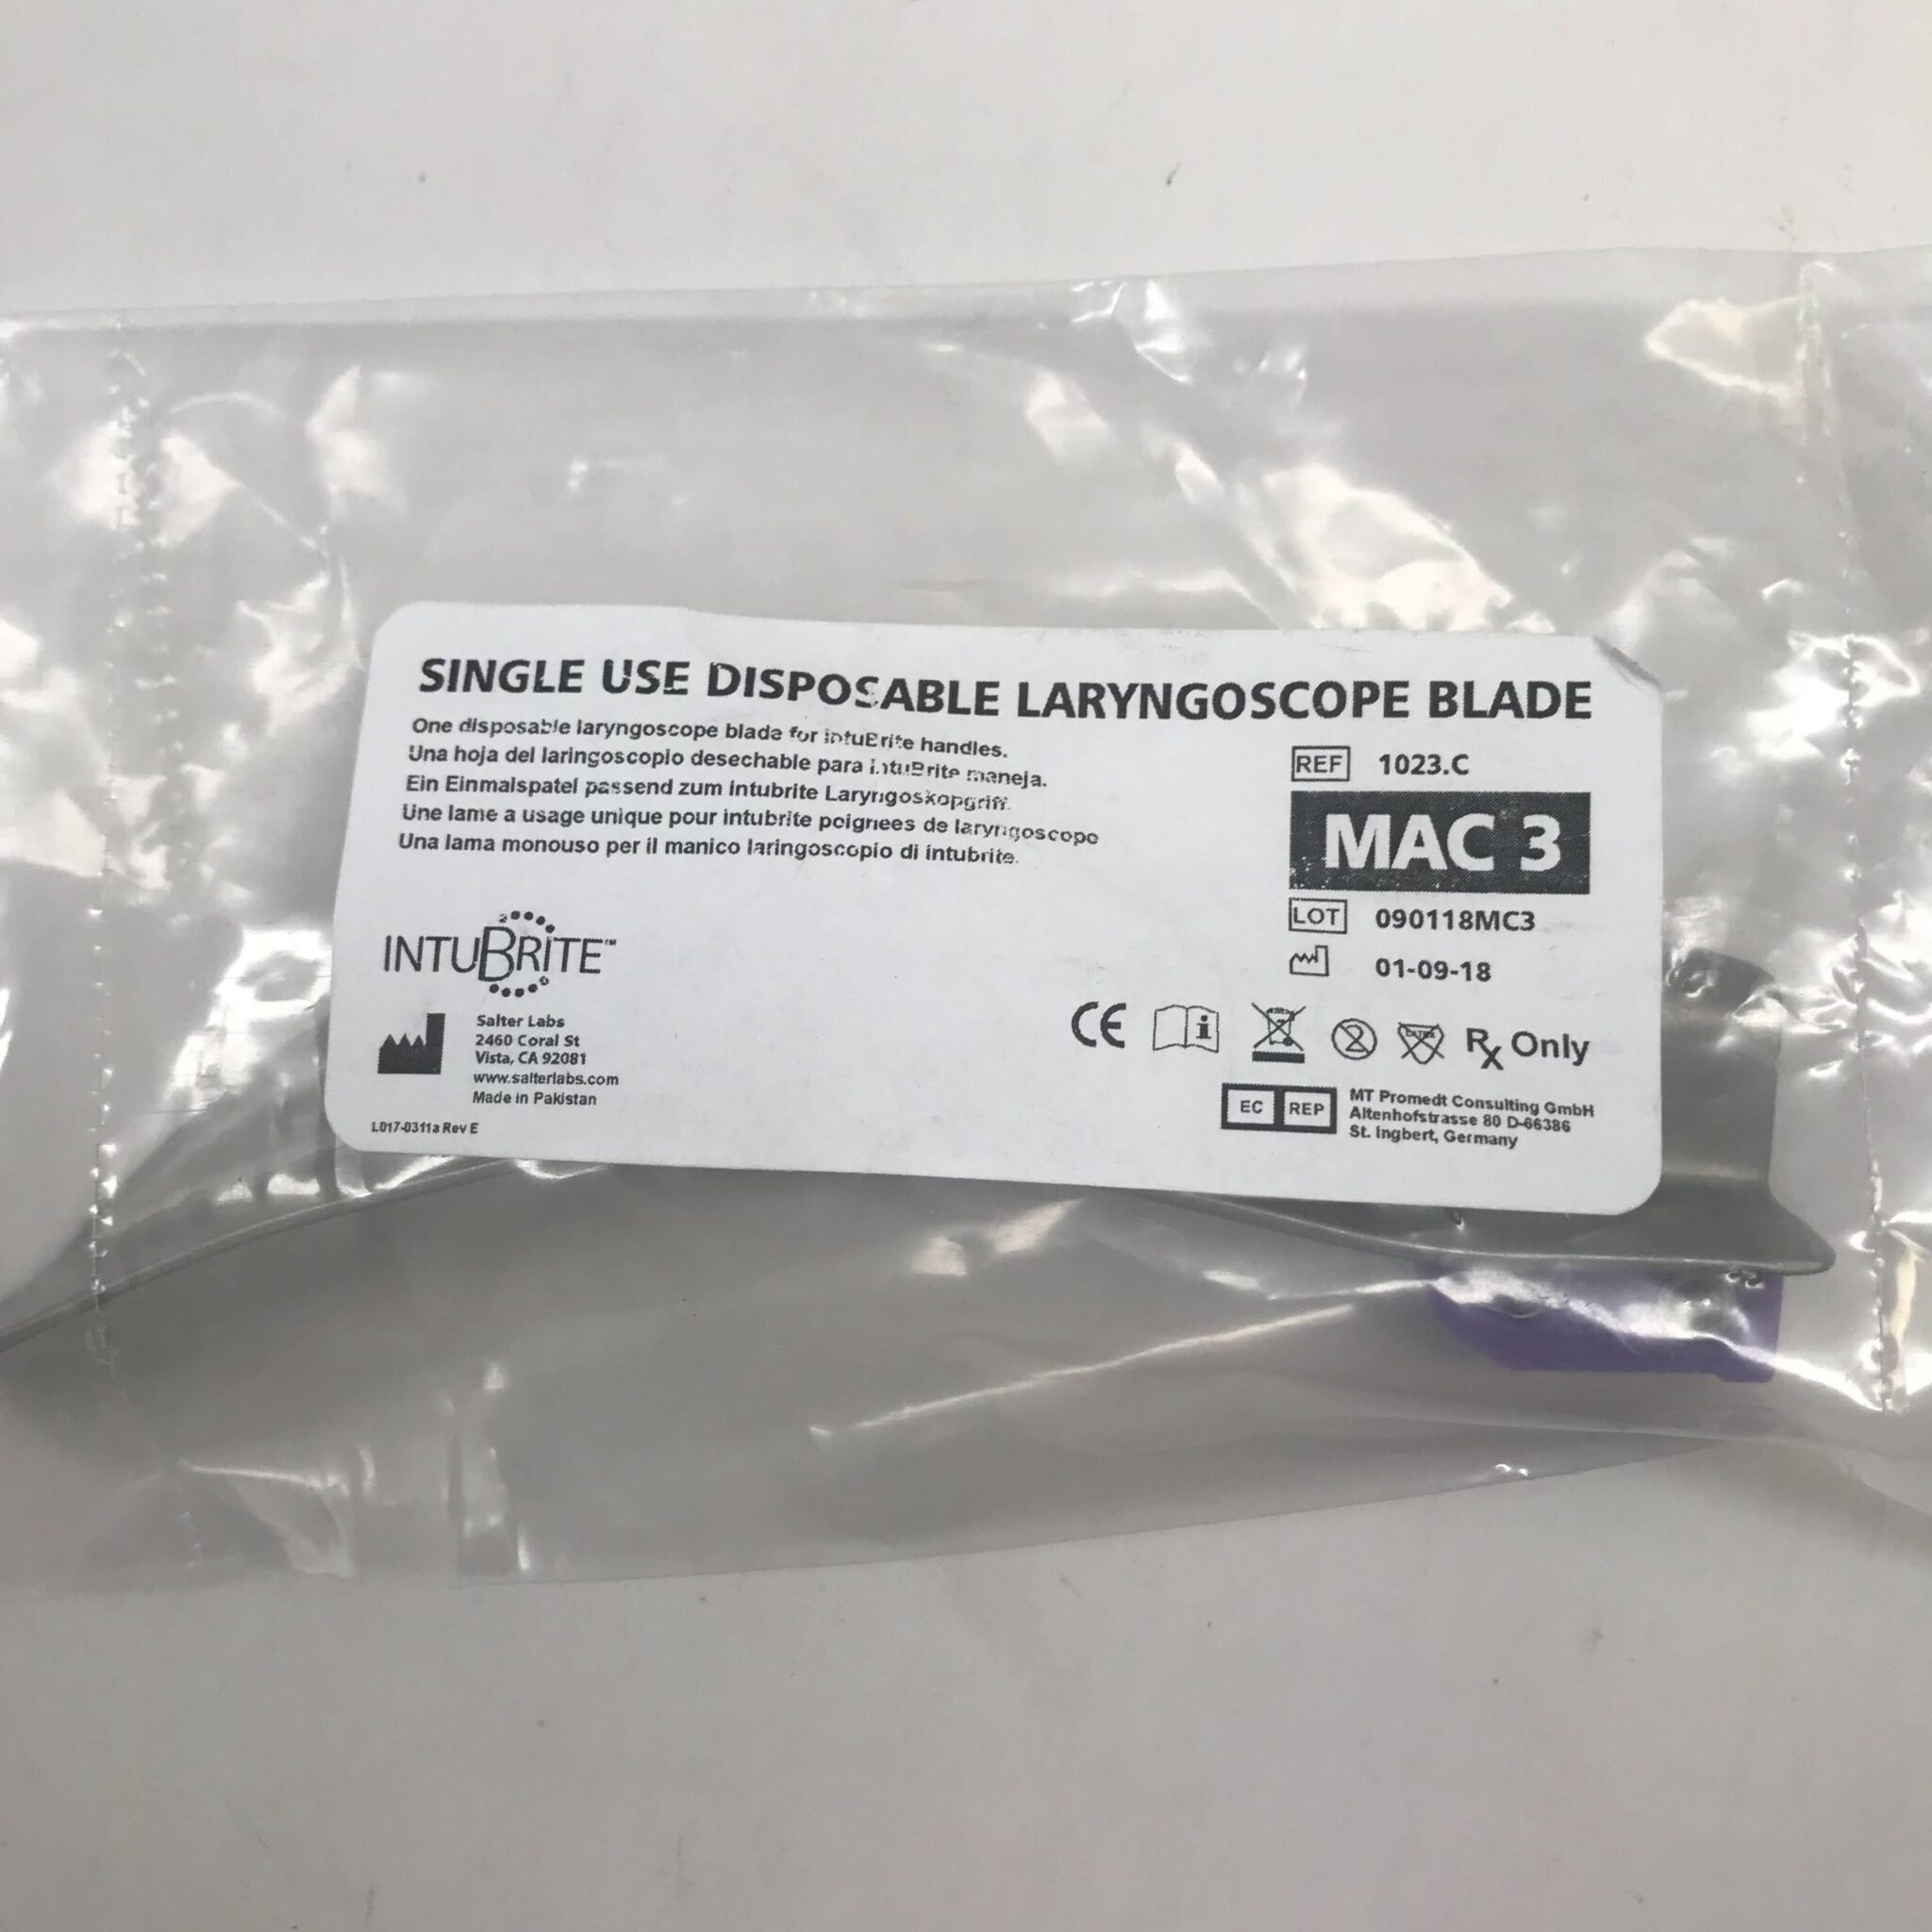 SINGLE USE DISPOSABLE LARYNGOSCOPE BLADE
One disposable laryngoscope blade for intuBrite handles.
Una hoja del laringoscopio desechable para intuBrite maneja.
Ein Einmalspatel passend zum intubrite Laryngoskopgriff.
Une lame a usage unique pour intubrite poignees de laryngoscope
Una lama monouso per il manico laringoscopio di intubrite.
REF 1023.C
MAC 3
LOT 090118MC3
01-09-18
INTUBRITE™
Salter Labs
2460 Coral St
Vista, CA 92081
www.salterlabs.com
Made in Pakistan
L017-0311a Rev E
CE i 2 LATEX Rx Only
EC REP
MT Promedt Consulting GmbH
Altenhofstrasse 80 D-66386
St. Ingbert, Germany